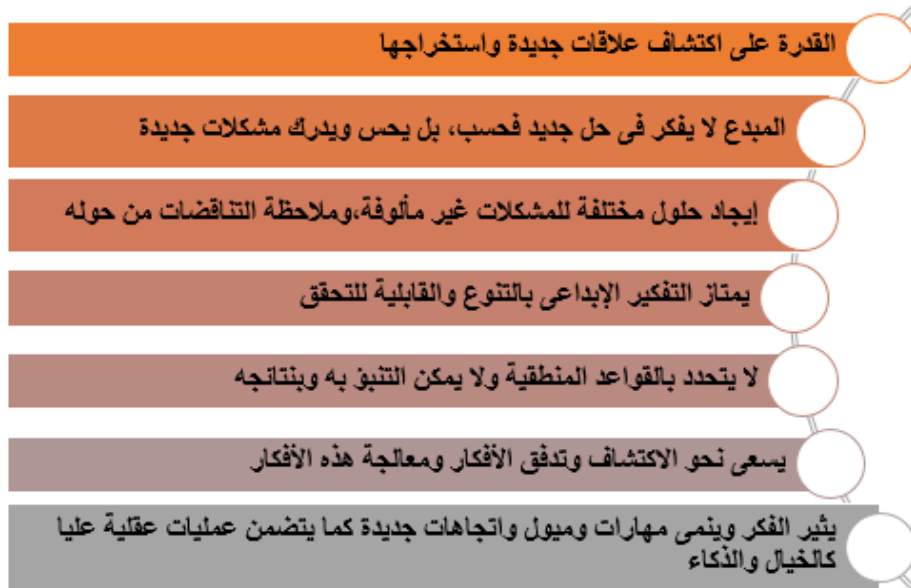 القدرة على اكتشاف علاقات جديدة واستخراجها
المبدع لا يفكر فى حل جديد فحسب، بل يحس ويدرك مشكلات جديدة
إيجاد حلول مختلفة للمشكلات غير مألوفة،وملاحظة التناقضات من حوله
يمتاز التفكير الإبداعى بالتنوع والقابلية للتحقق
لا يتحدد بالقواعد المنطقية ولا يمكن التنبؤ به وبنتائجه
يسعى نحو الاكتشاف وتدفق الأفكار ومعالجة هذه الأفكار
يثير الفكر وينمى مهارات وميول واتجاهات جديدة كما يتضمن عمليات عقلية عليا
كالخيال والذكاء